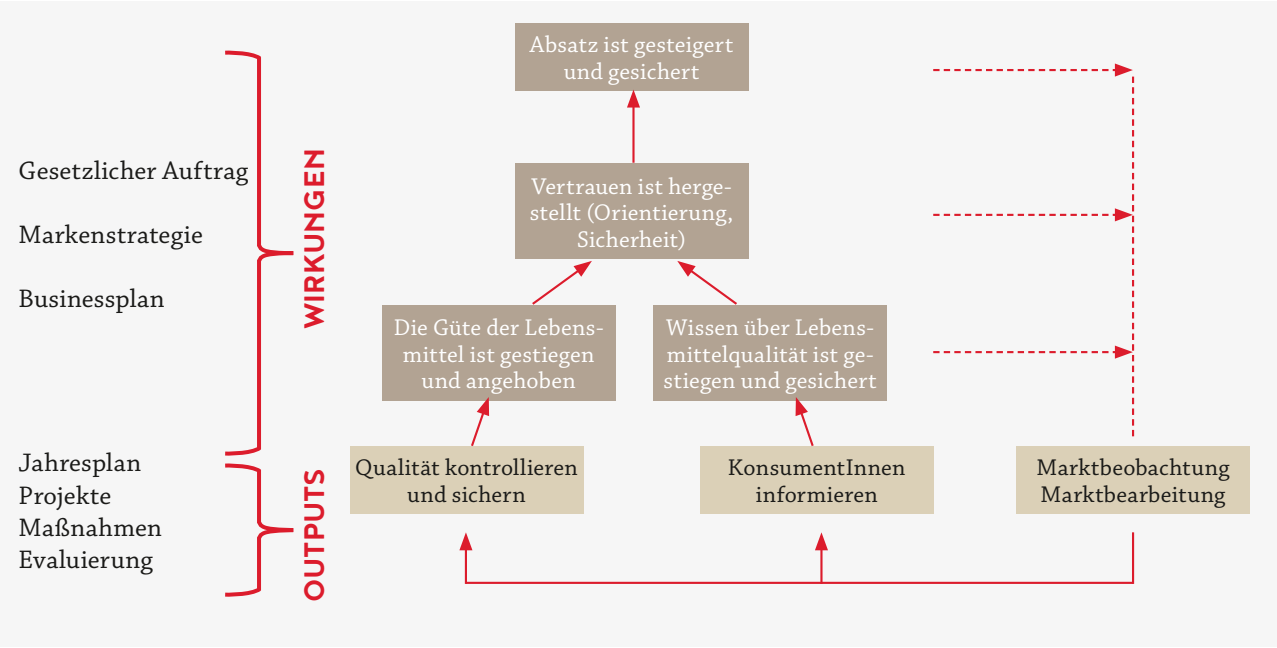 Absatz ist gesteigert
und gesichert
Gesetzlicher Auftrag
Markenstrategie
Businessplan
WIRKUNGEN
Vertrauen ist herge-
stellt (Orientierung,
Sicherheit)
Die Güte der Lebens-
mittel ist gestiegen
und angehoben
Wissen über Lebens-
mittelqualität ist ge-
stiegen und gesichert
Jahresplan
Projekte
Maßnahmen
Evaluierung
OUTPUTS
Qualität kontrollieren
und sichern
KonsumentInnen
informieren
Marktbeobachtung
Marktbearbeitung